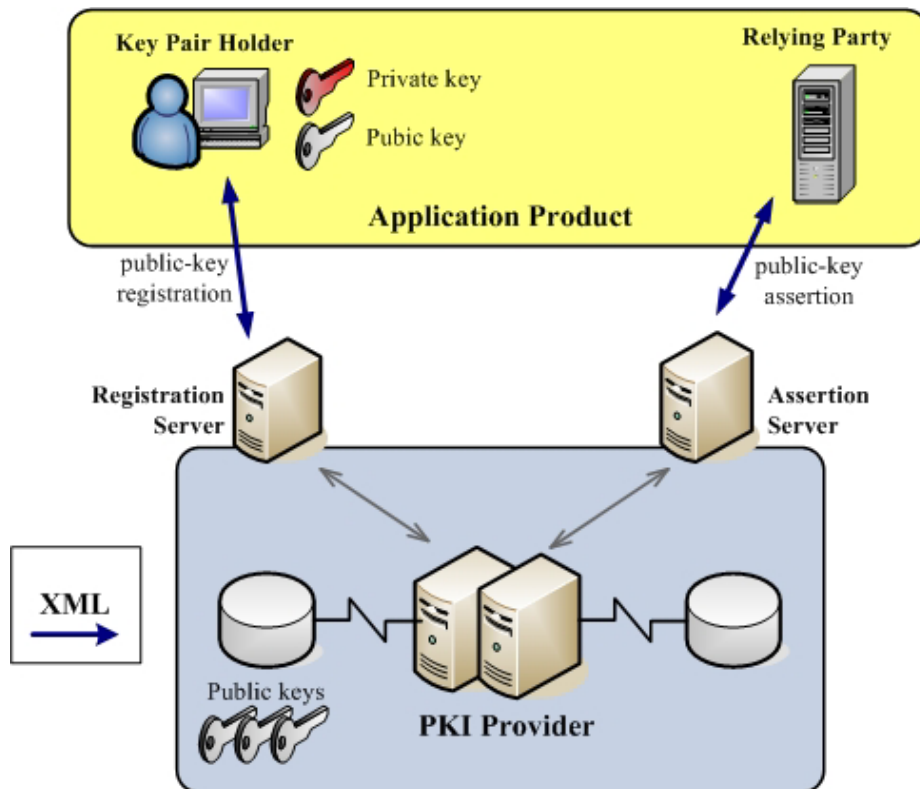 Key Pair Holder
Relying Party
Private key
Pubic key
Application Product
public-key
registration
public-key
assertion
Registration
Server
Assertion
Server
XML
Public keys
PKI Provider